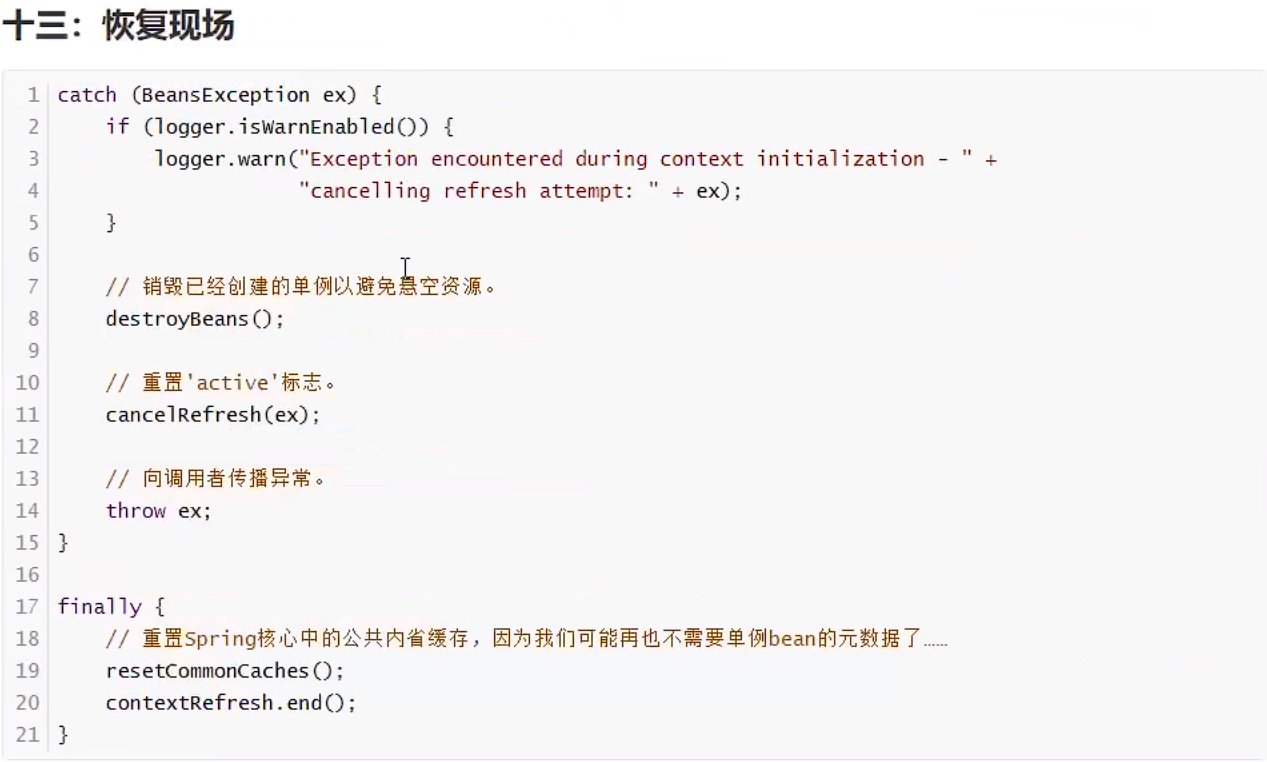 十三：恢复现场
1 catch (BeansException ex) {
2     if (logger.isWarnEnabled()) {
3         logger.warn("Exception encountered during context initialization - " +
4                     "cancelling refresh attempt: " + ex);
5     }
6
7     // 销毁已经创建的单例以避免悬空资源。
8     destroyBeans();
9
10     // 重置'active'标志。
11     cancelRefresh(ex);
12
13     // 向调用者传播异常。
14     throw ex;
15 }
16
17 finally {
18     // 重置Spring核心中的公共内省缓存，因为我们可能再也不需要单例bean的元数据了……
19     resetCommonCaches();
20     contextRefresh.end();
21 }